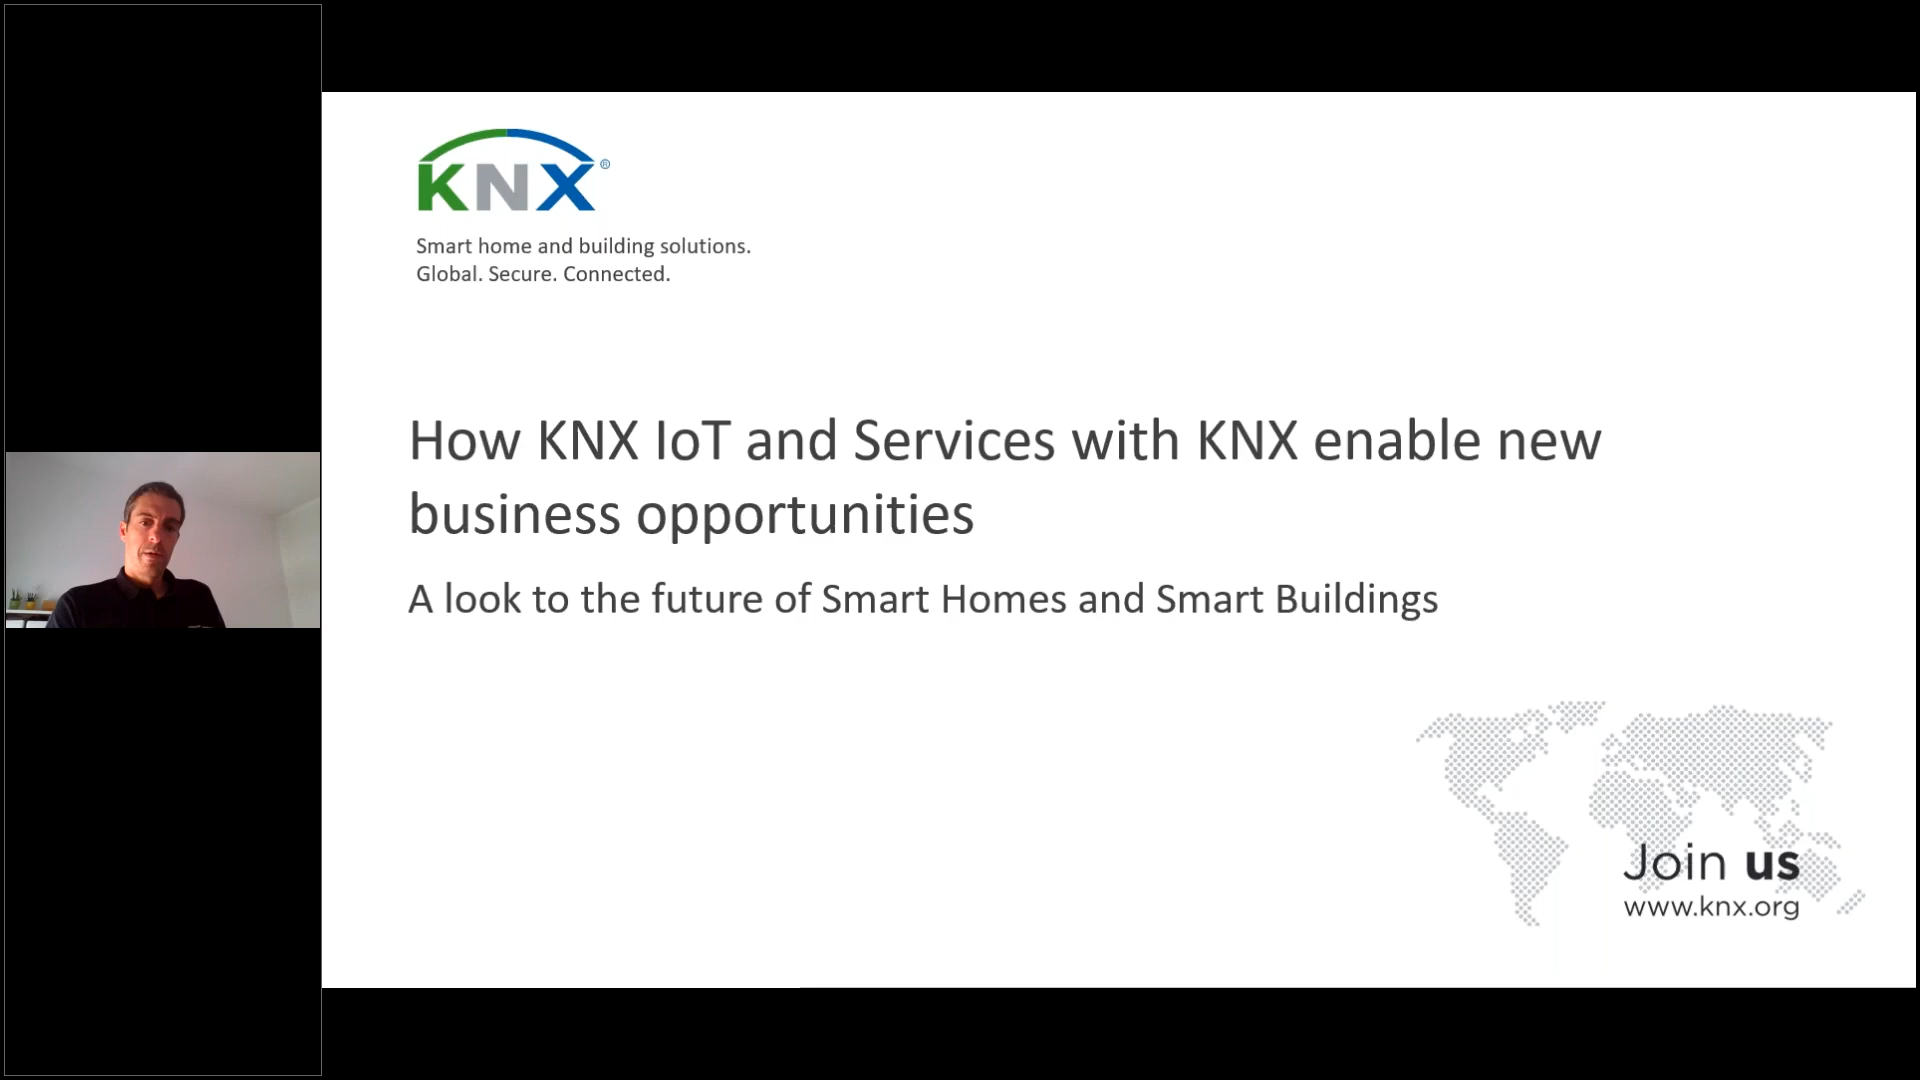 KNX®
Smart home and building solutions.
Global. Secure. Connected.
How KNX IoT and Services with KNX enable new
business opportunities
A look to the future of Smart Homes and Smart Buildings
Join us
www.knx.org